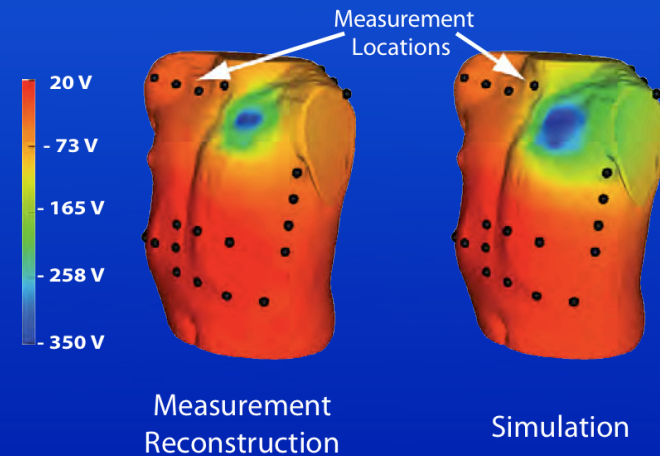 Measurement
Locations
20 V
- 73 V
- 165 V
- 258 V
- 350 V
Measurement
Reconstruction
Simulation